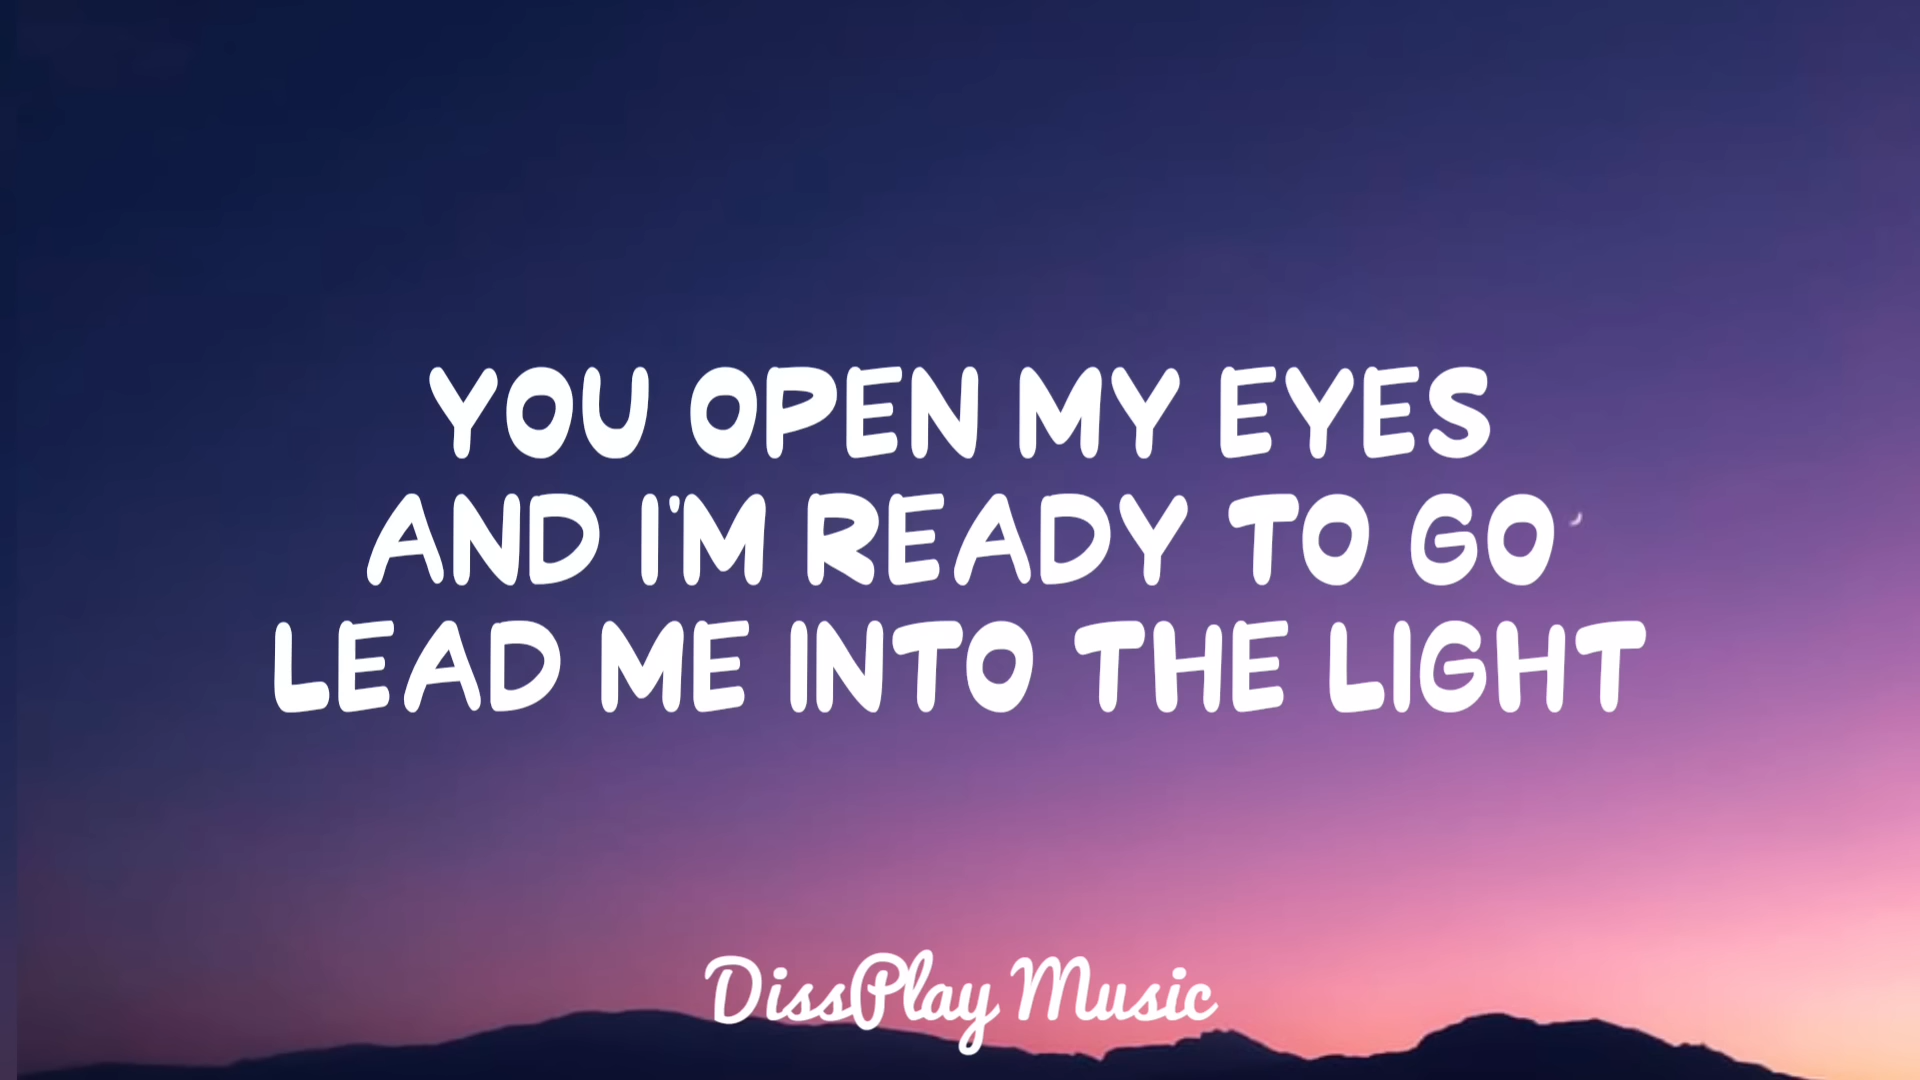 YOU OPEN MY EYES
AND I'M READY TO GO
LEAD ME INTO THE LIGHT
DissPlay Music